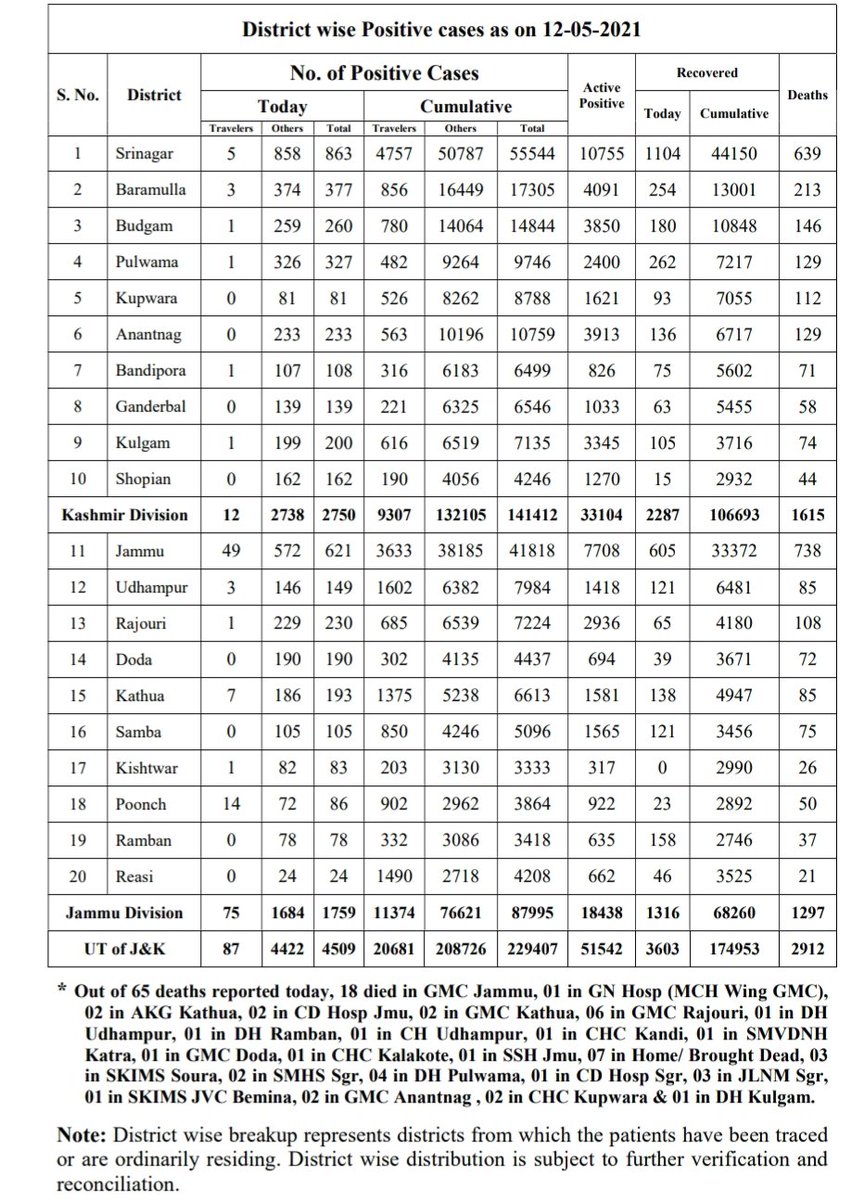 District wise Positive cases as on 12-05-2021
S. No. District No. of Positive Cases Active Positive Recovered Deaths
Today Cumulative Today Cumulative
Travelers Others Total Travelers Others Total
1 Srinagar 5 858 863 4757 50787 55544 10755 1104 44150 639
2 Baramulla 3 374 377 856 16449 17305 4091 254 13001 213
3 Budgam 1 259 260 780 14064 14844 3850 180 10848 146
4 Pulwama 1 326 327 482 9264 9746 2400 262 7217 129
5 Kupwara 0 81 81 526 8262 8788 1621 93 7055 112
6 Anantnag 0 233 233 563 10196 10759 3913 136 6717 129
7 Bandipora 1 107 108 316 6183 6499 826 75 5602 71
8 Ganderbal 0 139 139 221 6325 6546 1033 63 5455 58
9 Kulgam 1 199 200 616 6519 7135 3345 105 3716 74
10 Shopian 0 162 162 190 4056 4246 1270 15 2932 44
Kashmir Division 12 2738 2750 9307 132105 141412 33104 2287 106693 1615
11 Jammu 49 572 621 3633 38185 41818 7708 605 33372 738
12 Udhampur 3 146 149 1602 6382 7984 1418 121 6481 85
13 Rajouri 1 229 230 685 6539 7224 2936 65 4180 108
14 Doda 0 190 190 302 4135 4437 694 39 3671 72
15 Kathua 7 186 193 1375 5238 6613 1581 138 4947 85
16 Samba 0 105 105 850 4246 5096 1565 121 3456 75
17 Kishtwar 1 82 83 203 3130 3333 317 0 2990 26
18 Poonch 14 72 86 902 2962 3864 922 23 2892 50
19 Ramban 0 78 78 332 3086 3418 635 158 2746 37
20 Reasi 0 24 24 1490 2718 4208 662 46 3525 21
Jammu Division 75 1684 1759 11374 76621 87995 18438 1316 68260 1297
UT of J&K 87 4422 4509 20681 208726 229407 51542 3603 174953 2912
* Out of 65 deaths reported today, 18 died in GMC Jammu, 01 in GN Hosp (MCH Wing GMC),
02 in AKG Kathua, 02 in CD Hosp Jmu, 02 in GMC Kathua, 06 in GMC Rajouri, 01 in DH
Udhampur, 01 in DH Ramban, 01 in CH Udhampur, 01 in CHC Kandi, 01 in SMVDNH
Katra, 01 in GMC Doda, 01 in CHC Kalakote, 01 in SSH Jmu, 07 in Home/ Brought Dead, 03
in SKIMS Soura, 02 in SMHS Sgr, 04 in DH Pulwama, 01 in CD Hosp Sgr, 03 in JLNM Sgr,
01 in SKIMS JVC Bemina, 02 in GMC Anantnag , 02 in CHC Kupwara & 01 in DH Kulgam.
Note: District wise breakup represents districts from which the patients have been traced
or are ordinarily residing. District wise distribution is subject to further verification and
reconciliation.